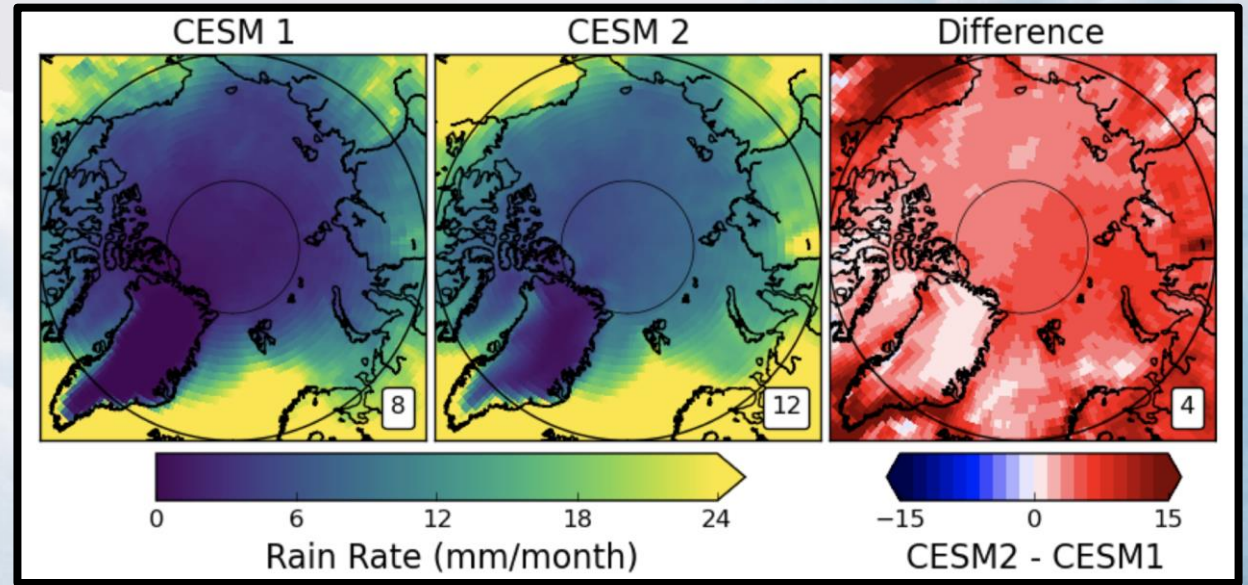 CESM 1
CESM 2
Difference
8
12
4
0
6
12
18
24
Rain Rate (mm/month)
−15
0
15
CESM2 - CESM1